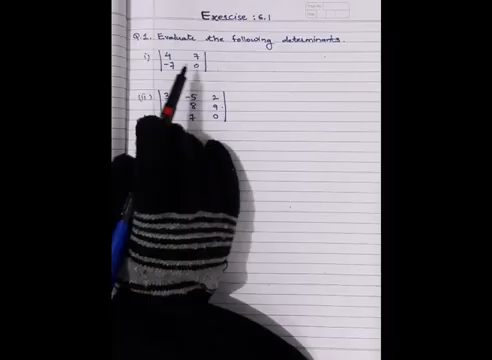 Exercise : 6.1
Q.1. Evaluate the following determinants.
i) | 4 7 |
| -7 0 |
(ii) | 3 -5 2 |
8 9 |
7 0 |